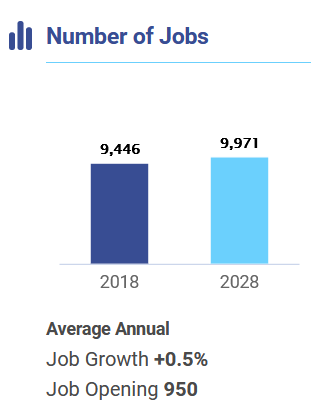 Number of Jobs
9,446
9,971
2018
2028
Average Annual
Job Growth +0.5%
Job Opening 950